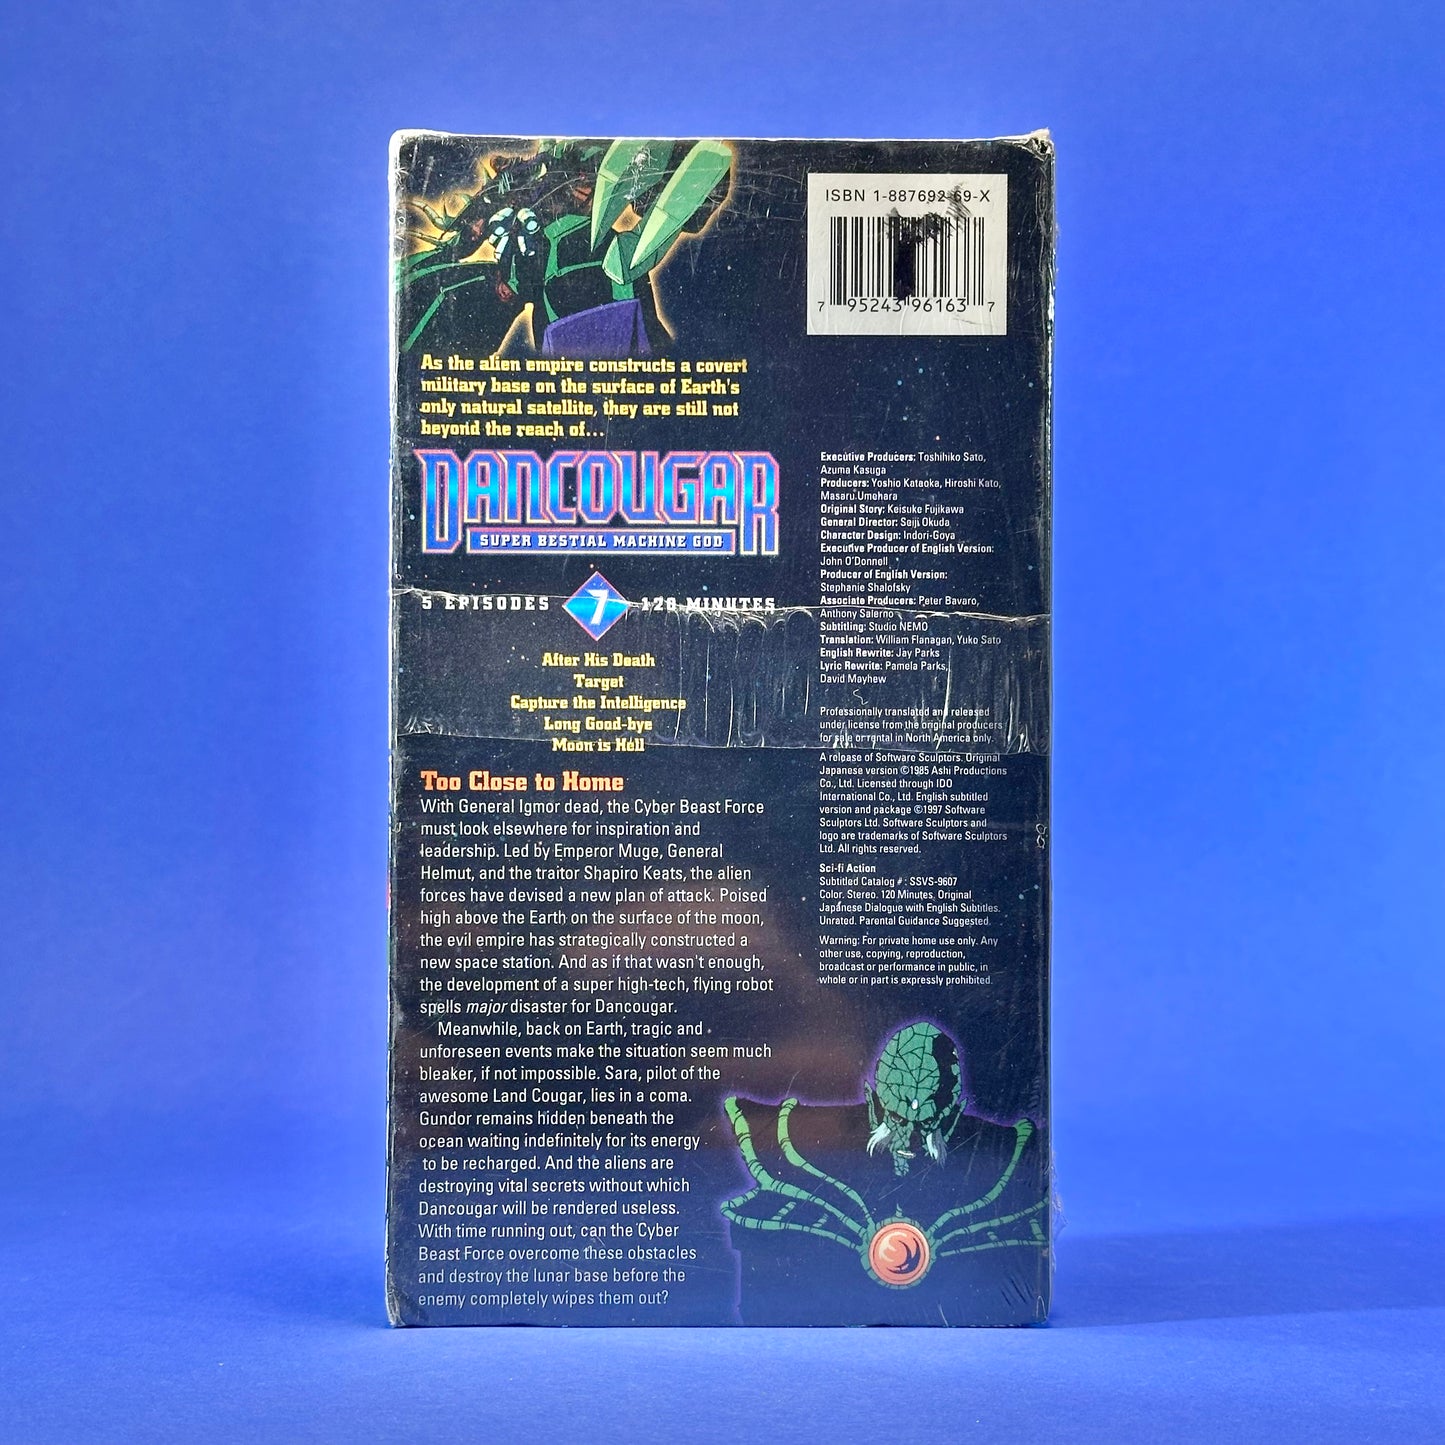 ISBN 1-887692-69-X
7 95243 96163 7
As the alien empire constructs a covert
military base on the surface of Earth's
only natural satellite, they are still not
beyond the reach of...
DANCOUGAR
SUPER BESTIAL MACHINE GOD
5 EPISODES 7 120 MINUTES
After His Death
Target
Capture the Intelligence
Long Good-bye
Moon is Hell
Too Close to Home
With General Igmor dead, the Cyber Beast Force
must look elsewhere for inspiration and
leadership. Led by Emperor Muge, General
Helmut, and the traitor Shapiro Keats, the alien
forces have devised a new plan of attack. Poised
high above the Earth on the surface of the moon,
the evil empire has strategically constructed a
new space station. And as if that wasn't enough,
the development of a super high-tech, flying robot
spells major disaster for Dancougar.
Meanwhile, back on Earth, tragic and
unforeseen events make the situation seem much
bleaker, if not impossible. Sara, pilot of the
awesome Land Cougar, lies in a coma.
Gundor remains hidden beneath the
ocean waiting indefinitely for its energy
to be recharged. And the aliens are
destroying vital secrets without which
Dancougar will be rendered useless.
With time running out, can the Cyber
Beast Force overcome these obstacles
and destroy the lunar base before the
enemy completely wipes them out?
Executive Producers: Toshihiko Sato,
Azuma Kasuga
Producers: Yoshio Kataoka, Hiroshi Kato,
Masaru Umehara
Original Story: Keisuke Fujikawa
General Director: Seiji Okuda
Character Design: Indori-Goya
Executive Producer of English Version:
John O'Donnell
Producer of English Version:
Stephanie Shalofsky
Associate Producers: Peter Bavaro,
Anthony Salerno
Subtitling: Studio NEMO
Translation: William Flanagan, Yuko Sato
English Rewrite: Jay Parks
Lyric Rewrite: Pamela Parks,
David Mayhew
Professionally translated and released
under license from the original producers
for sale or rental in North America only.
A release of Software Sculptors. Original
Japanese version ©1985 Ashi Productions
Co., Ltd. Licensed through IDO
International Co., Ltd. English subtitled
version and package ©1997 Software
Sculptors Ltd. Software Sculptors and
logo are trademarks of Software Sculptors
Ltd. All rights reserved.
Sci-fi Action
Subtitled Catalog #: SSVS-9607
Color. Stereo. 120 Minutes. Original
Japanese Dialogue with English Subtitles.
Unrated. Parental Guidance Suggested.
Warning: For private home use only. Any
other use, copying, reproduction,
broadcast or performance in public, in
whole or in part is expressly prohibited.